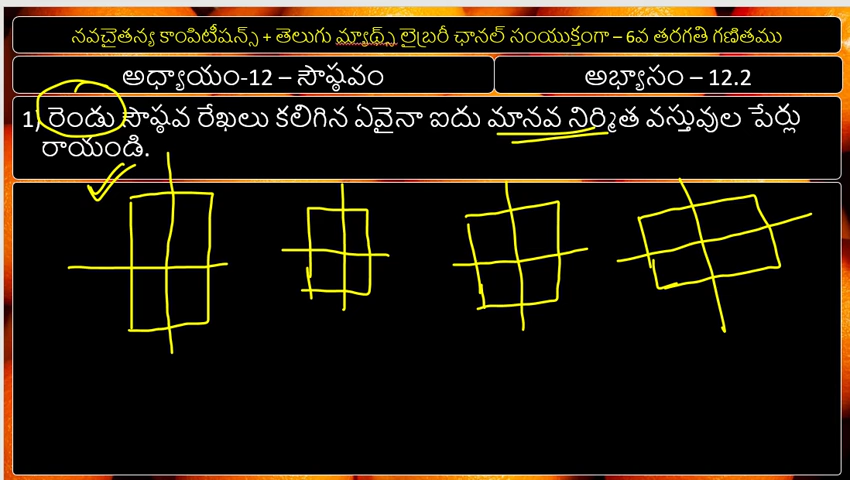 నవచైతన్య కాంపిటీషన్స్ + తెలుగు మ్యాథ్స్ లైబ్రరీ ఛానల్ సంయుక్తంగా – 6వ తరగతి గణితము
అధ్యాయం-12 – సౌష్ఠవం
అభ్యాసం – 12.2
1) రెండు సౌష్ఠవ రేఖలు కలిగిన ఏవైనా ఐదు మానవ నిర్మిత వస్తువుల పేర్లు
రాయండి.